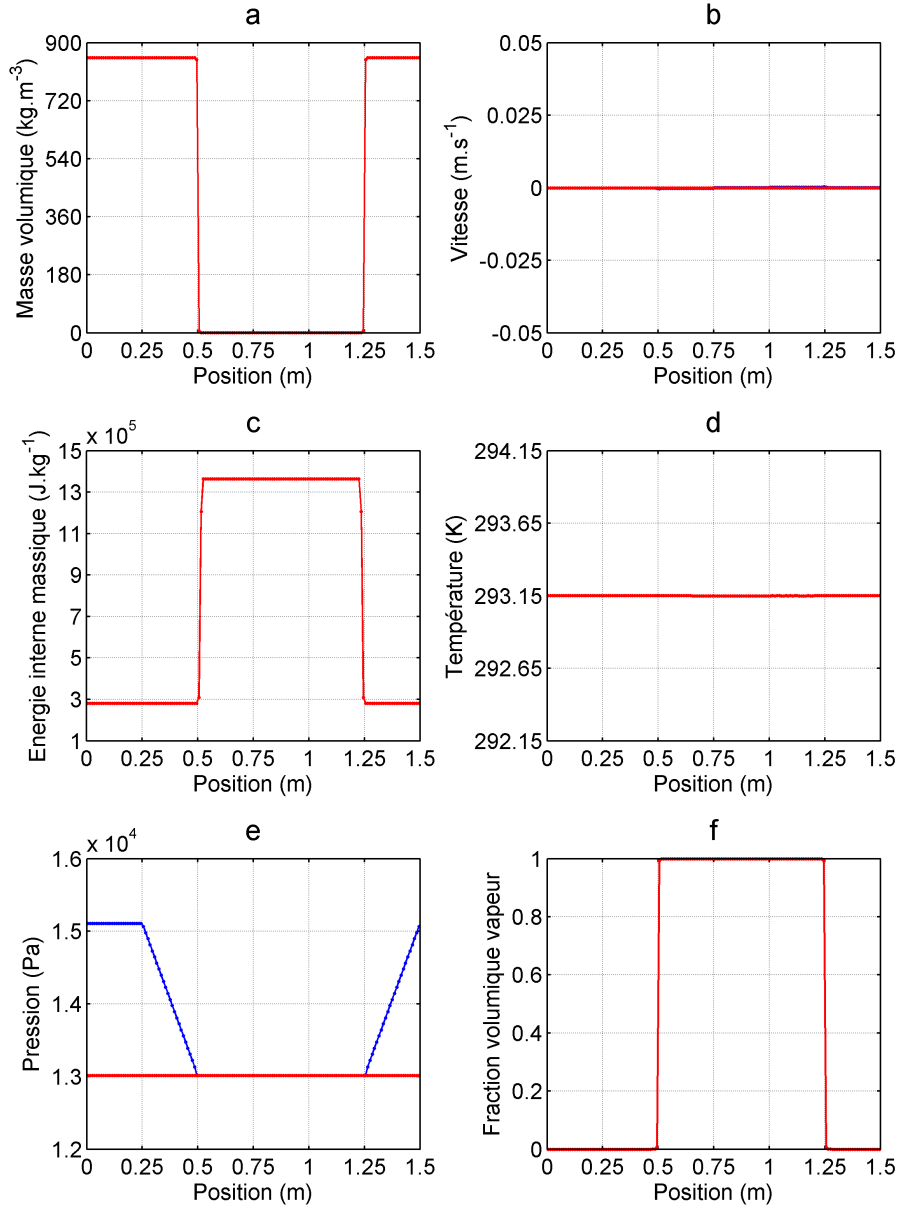 a
900
720
540
360
180
0
Masse volumique (kg.m-3)
0 0.25 0.5 0.75 1 1.25 1.5
Position (m)
b
0.05
0.025
0
-0.025
-0.05
Vitesse (m.s-1)
0 0.25 0.5 0.75 1 1.25 1.5
Position (m)
c
x 10^5
15
13
11
9
7
5
3
1
Energie interne massique (J.kg-1)
0 0.25 0.5 0.75 1 1.25 1.5
Position (m)
d
294.15
293.65
293.15
292.65
292.15
Température (K)
0 0.25 0.5 0.75 1 1.25 1.5
Position (m)
e
x 10^4
1.6
1.5
1.4
1.3
1.2
Pression (Pa)
0 0.25 0.5 0.75 1 1.25 1.5
Position (m)
f
1
0.8
0.6
0.4
0.2
0
Fraction volumique vapeur
0 0.25 0.5 0.75 1 1.25 1.5
Position (m)